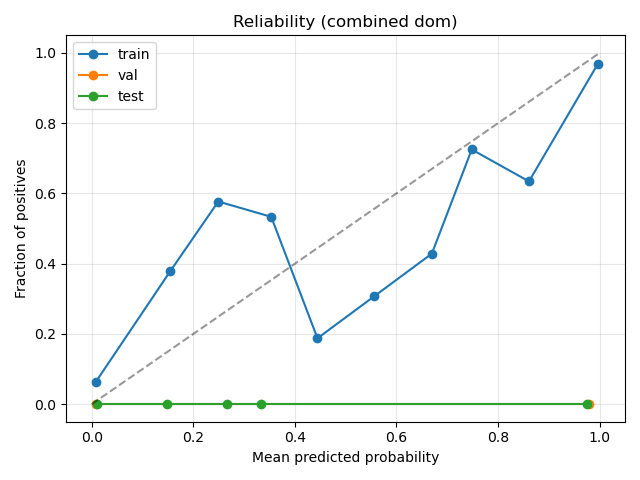 Reliability (combined dom)
train
val
test
1.0
0.8
0.6
0.4
0.2
0.0
Fraction of positives
0.0 0.2 0.4 0.6 0.8 1.0
Mean predicted probability